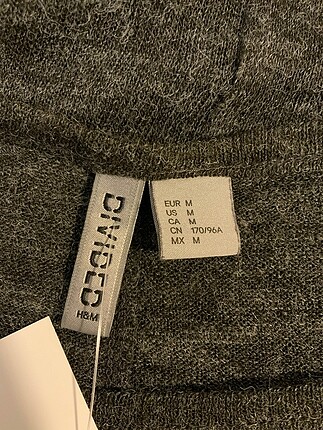 DIVIDED
H&M
EUR M
US M
CA M
CN 170/96A
MX M